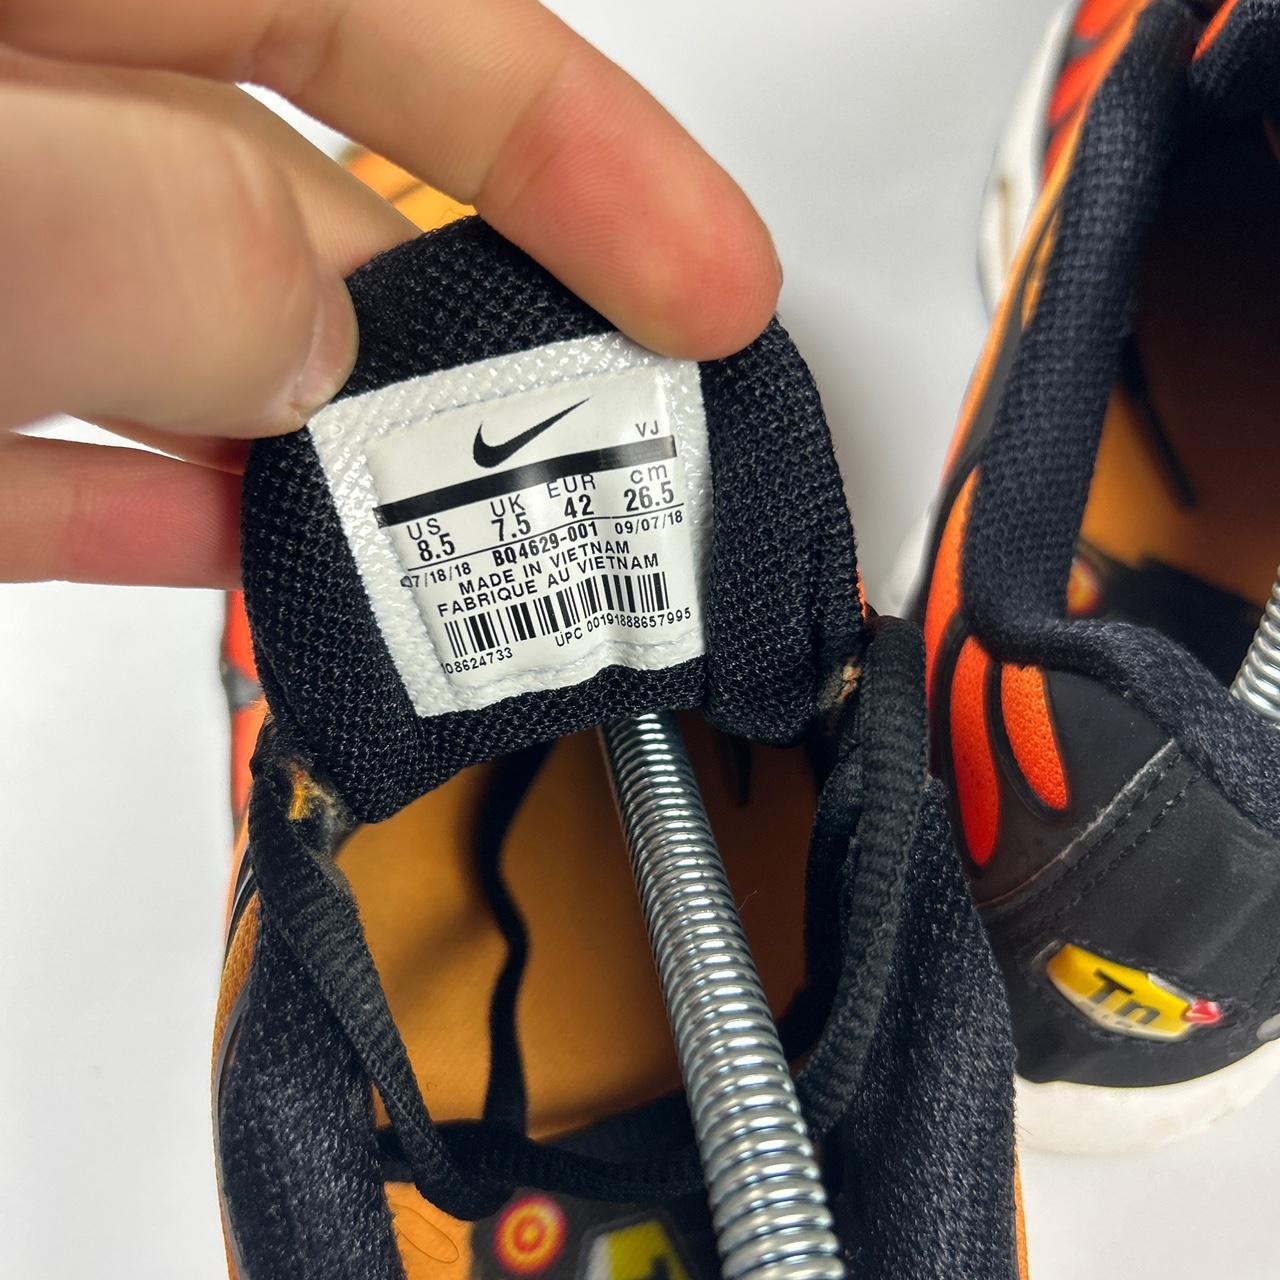 VJ
US UK EUR cm
8.5 7.5 42 26.5
07/18/18 BQ4629-001 09/07/18
MADE IN VIETNAM
FABRIQUE AU VIETNAM
UPC 00191888657995
108624733
Tn